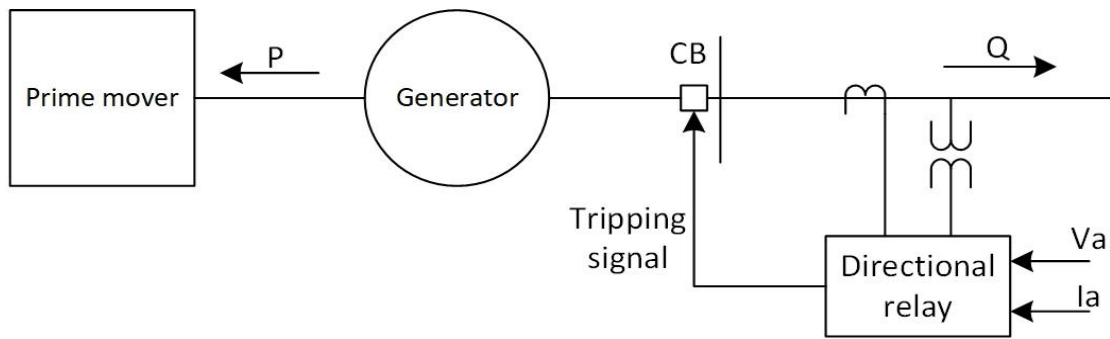 P
CB
Q
Prime mover
Generator
Tripping
signal
Directional
relay
Va
Ia